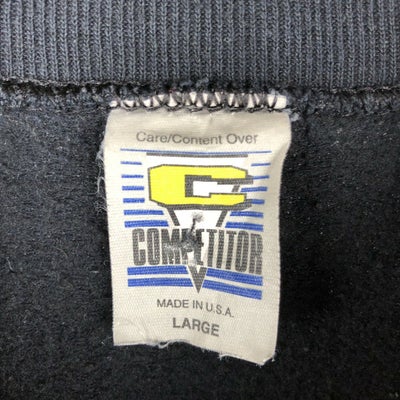 Care/Content Over
C
COMPETITOR
MADE IN U.S.A.
LARGE